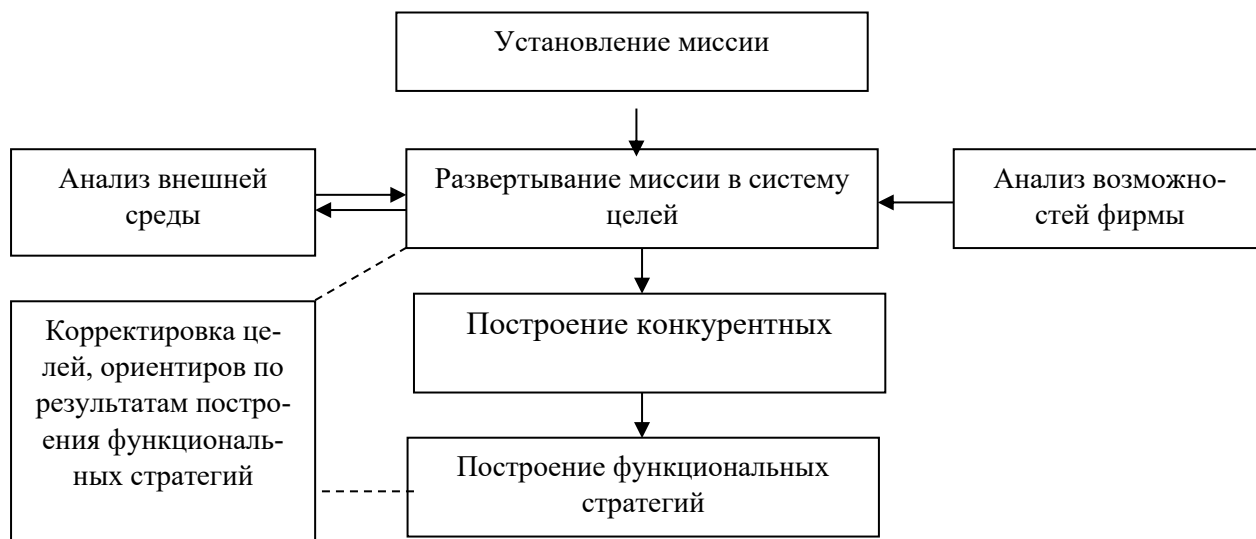 Установление миссии
Анализ внешней
среды
Развертывание миссии в систему
целей
Анализ возможно-
стей фирмы
Корректировка це-
лей, ориентиров по
результатам постро-
ения функциональ-
ных стратегий
Построение конкурентных
Построение функциональных
стратегий